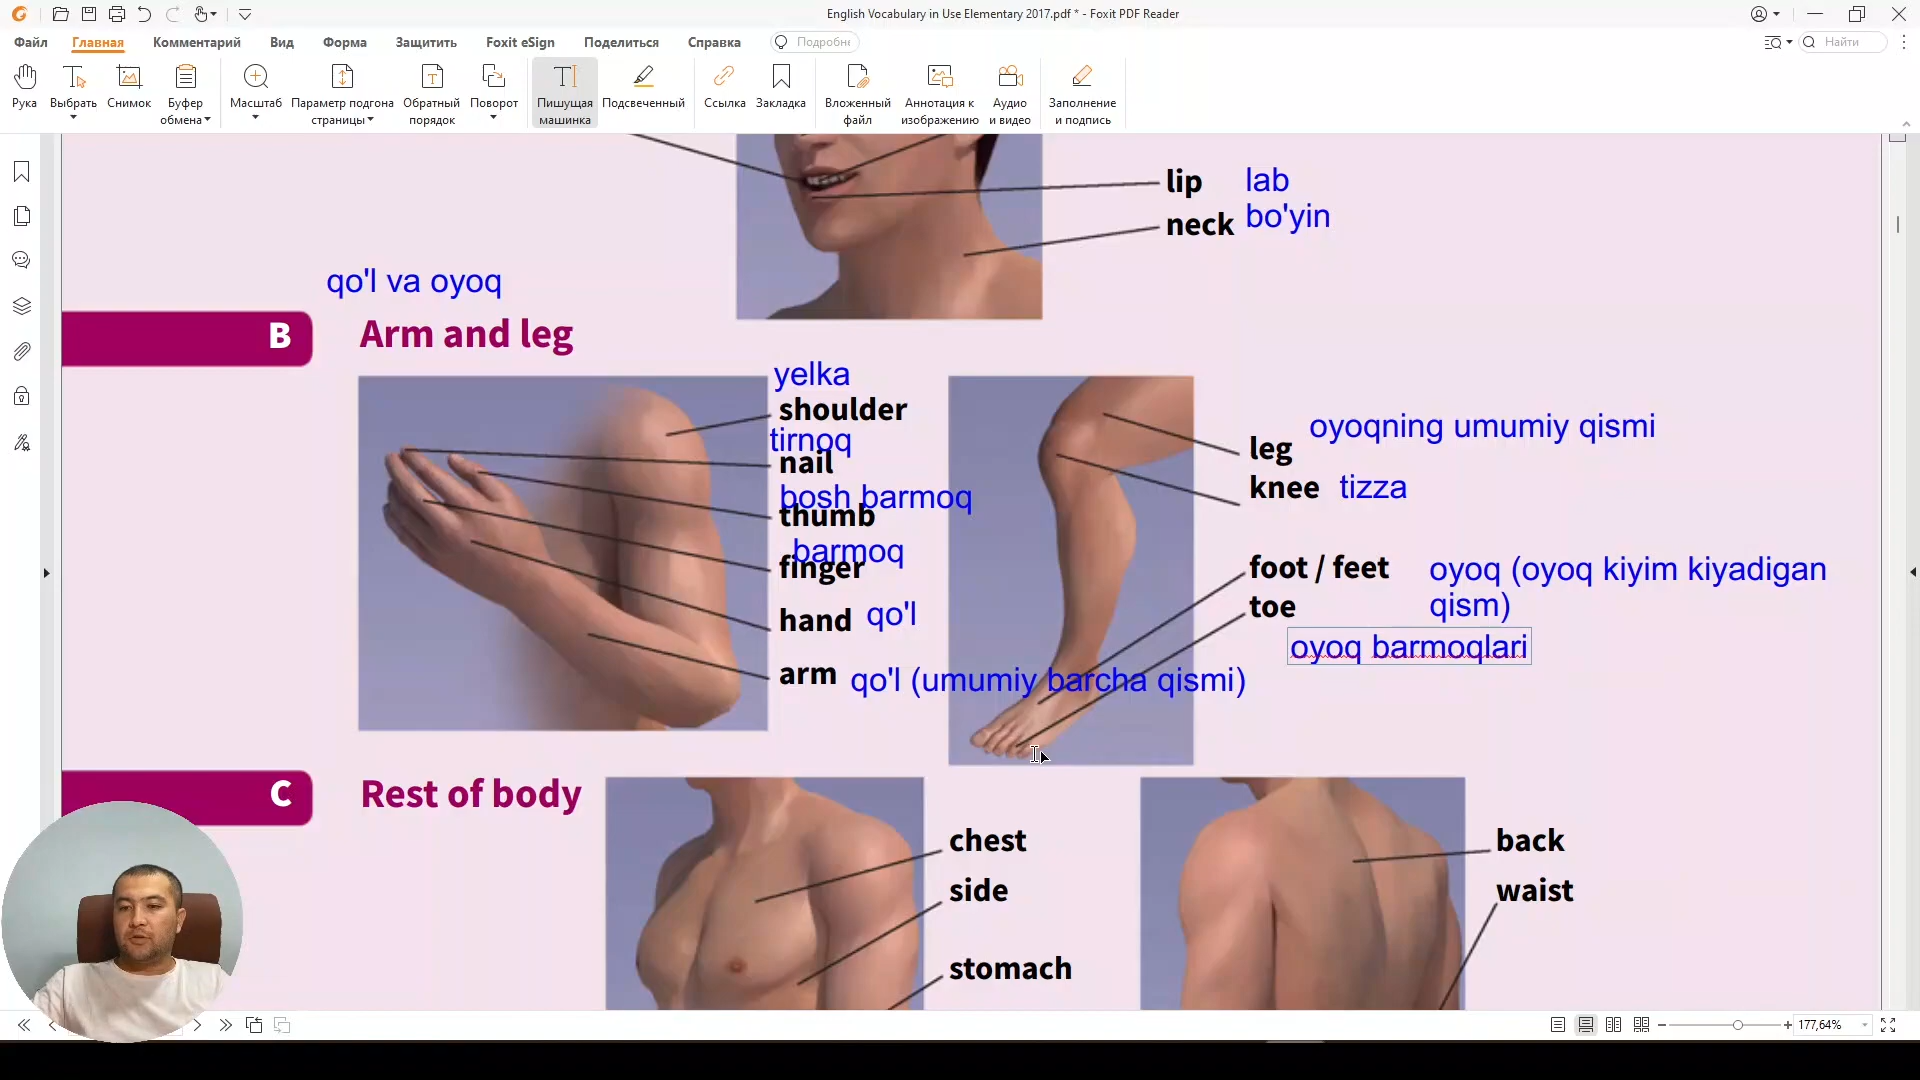 English Vocabulary in Use Elementary 2017.pdf * - Foxit PDF Reader
Файл Главная Комментарий Вид Форма Защитить Foxit eSign Поделиться Справка Подробне Найти
Рука Выбрать Снимок Буфер обмена Масштаб Параметр подгона страницы Обратный порядок Поворот Пишущая машинка Подсвеченный Ссылка Закладка Вложенный файл Аннотация к изображению Аудио и видео Заполнение и подпись
lip lab
neck bo'yin
qo'l va oyoq
B Arm and leg
yelka
shoulder
tirnoq
nail
bosh barmoq
thumb
barmoq
finger
hand qo'l
arm qo'l (umumiy barcha qismi)
leg oyoqning umumiy qismi
knee tizza
foot / feet oyoq (oyoq kiyim kiyadigan
qism)
toe
oyoq barmoqlari
C Rest of body
chest
side
stomach
back
waist
177,64%